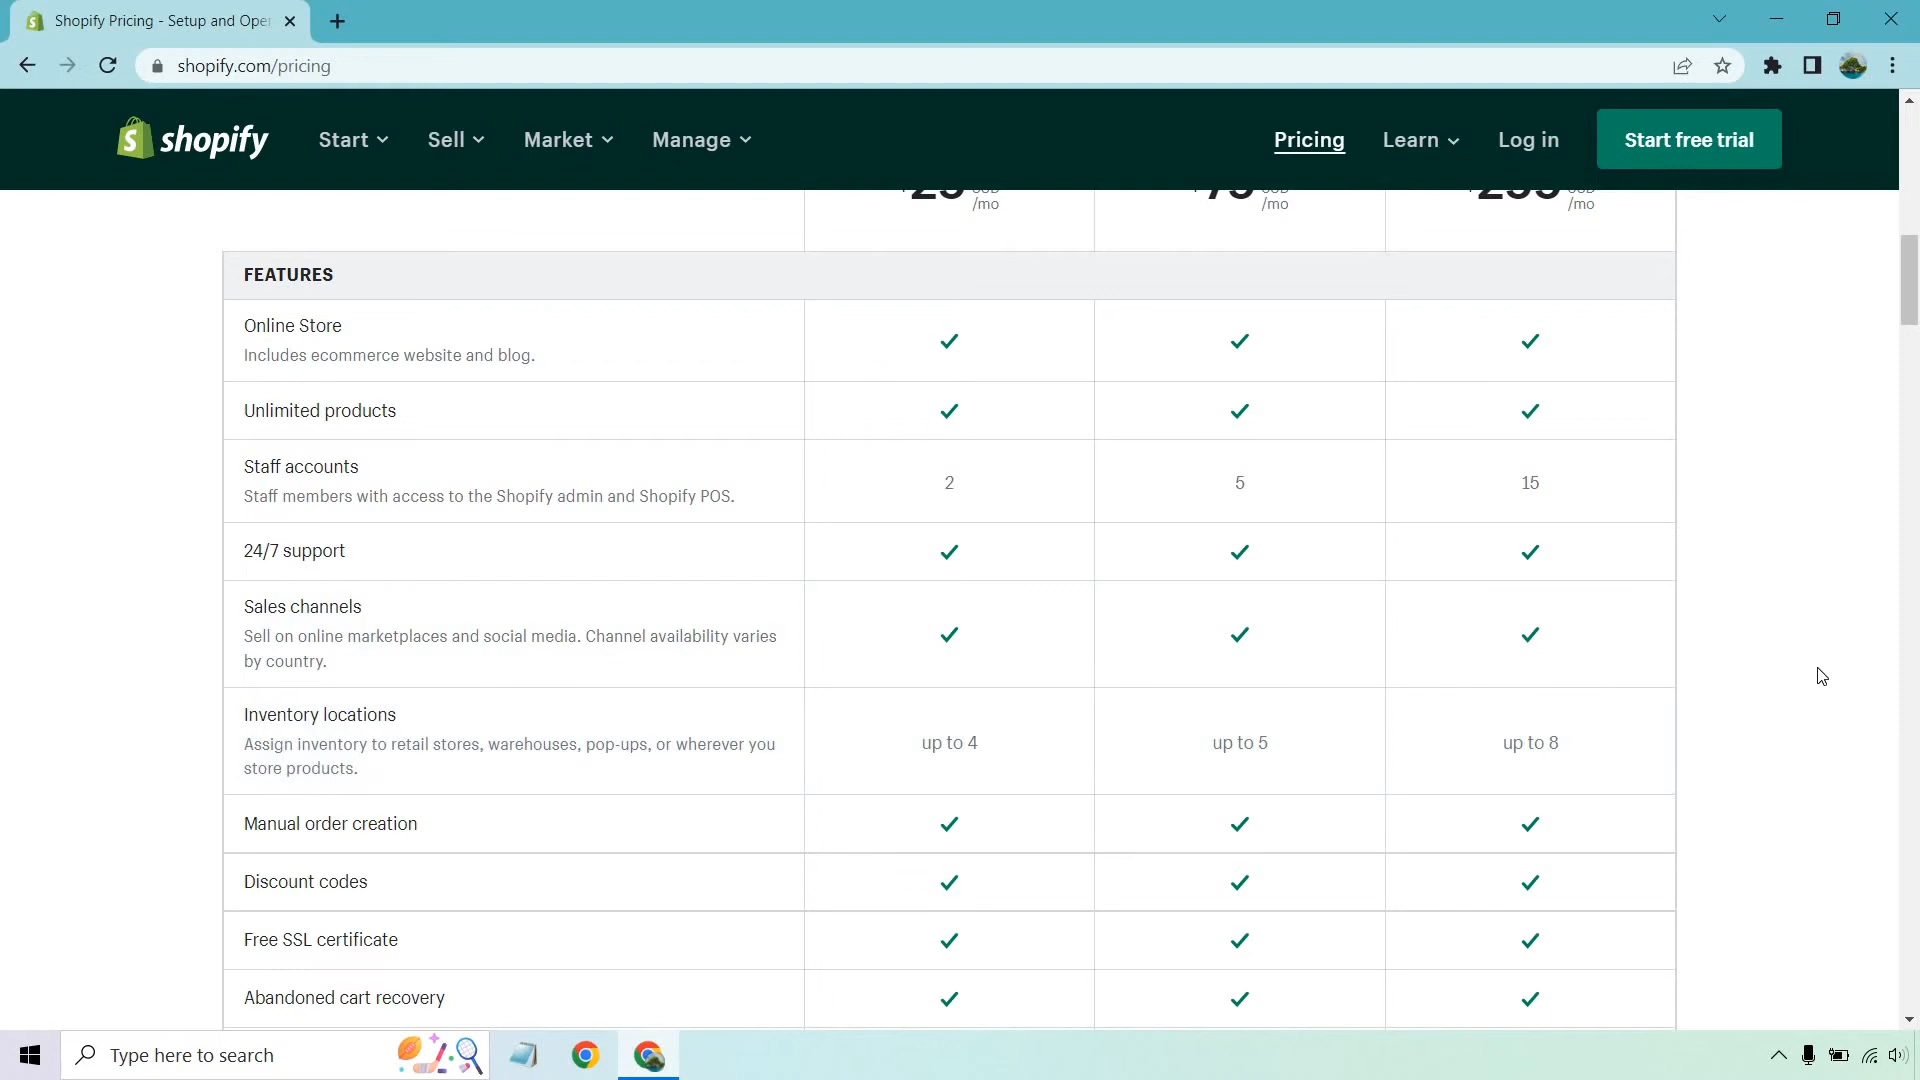 Shopify Pricing - Setup and Oper
shopify.com/pricing
shopify Start Sell Market Manage Pricing Learn Log in Start free trial
/mo /mo /mo
FEATURES
Online Store
Includes ecommerce website and blog.
Unlimited products
Staff accounts
Staff members with access to the Shopify admin and Shopify POS.
2 5 15
24/7 support
Sales channels
Sell on online marketplaces and social media. Channel availability varies
by country.
Inventory locations
Assign inventory to retail stores, warehouses, pop-ups, or wherever you
store products.
up to 4 up to 5 up to 8
Manual order creation
Discount codes
Free SSL certificate
Abandoned cart recovery
Type here to search